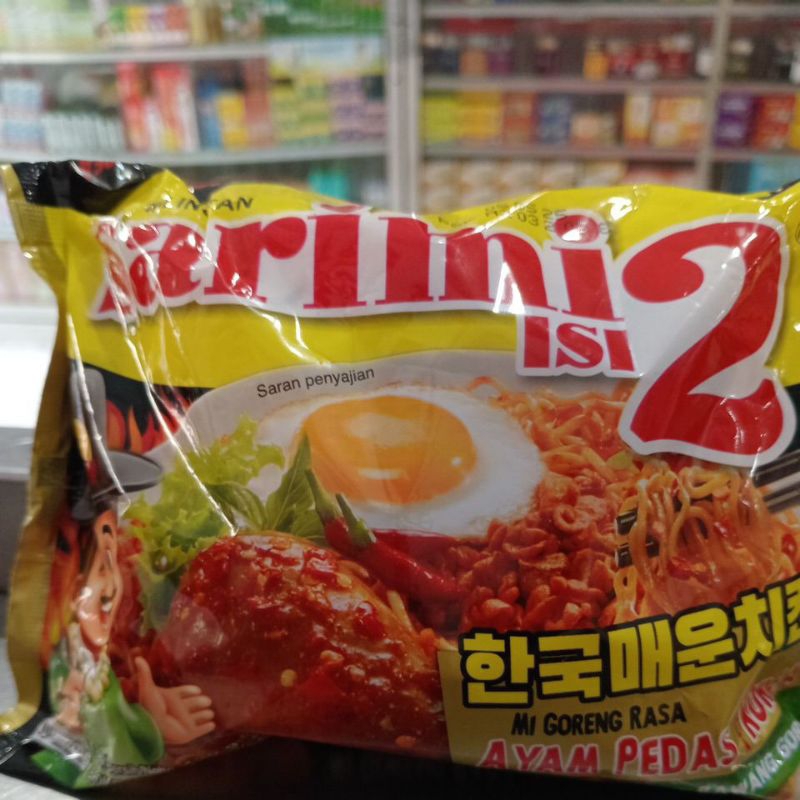 Sarimi
isi 2
Saran penyajian
한국매운치
MI GORENG RASA
AYAM PEDAS